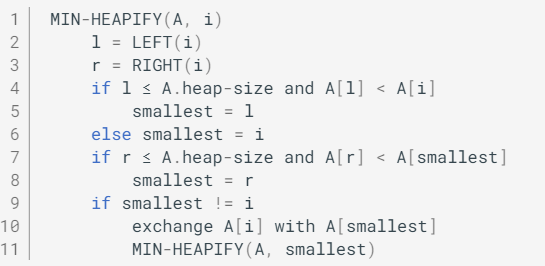 1 MIN-HEAPIFY(A, i)
2     l = LEFT(i)
3     r = RIGHT(i)
4     if l ≤ A.heap-size and A[l] < A[i]
5         smallest = l
6     else smallest = i
7     if r ≤ A.heap-size and A[r] < A[smallest]
8         smallest = r
9     if smallest != i
10         exchange A[i] with A[smallest]
11         MIN-HEAPIFY(A, smallest)